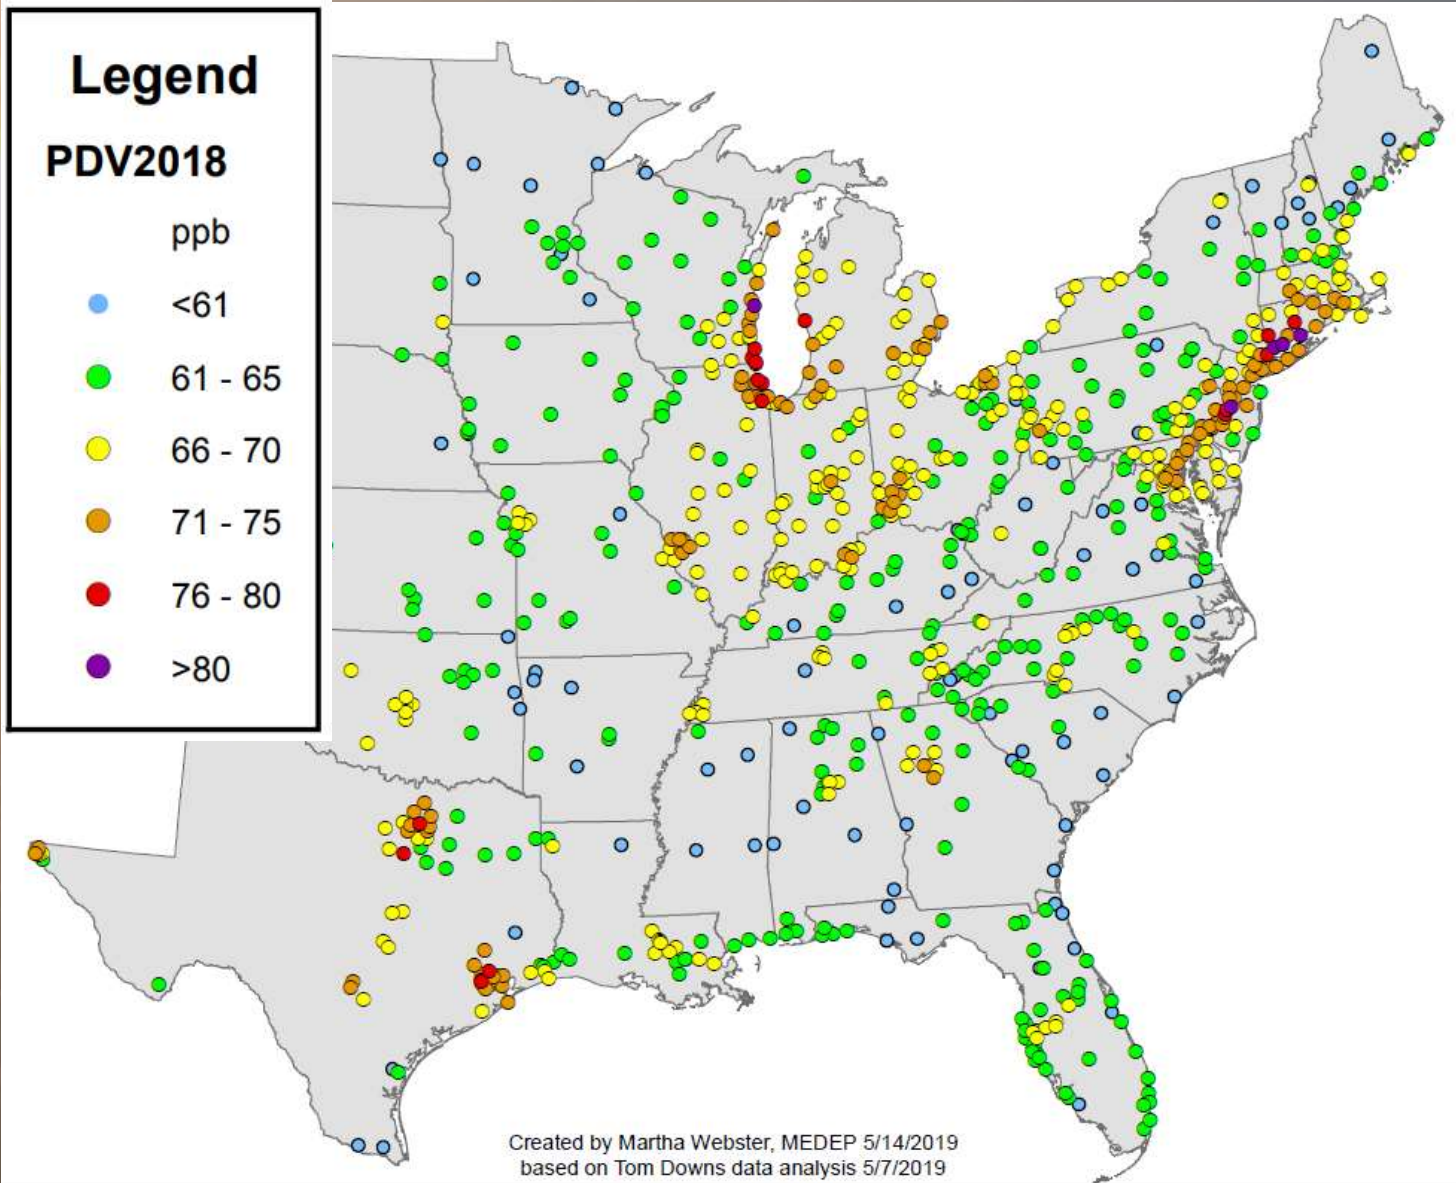 Legend
PDV2018
ppb
<61
61 - 65
66 - 70
71 - 75
76 - 80
>80
Created by Martha Webster, MEDEP 5/14/2019
based on Tom Downs data analysis 5/7/2019